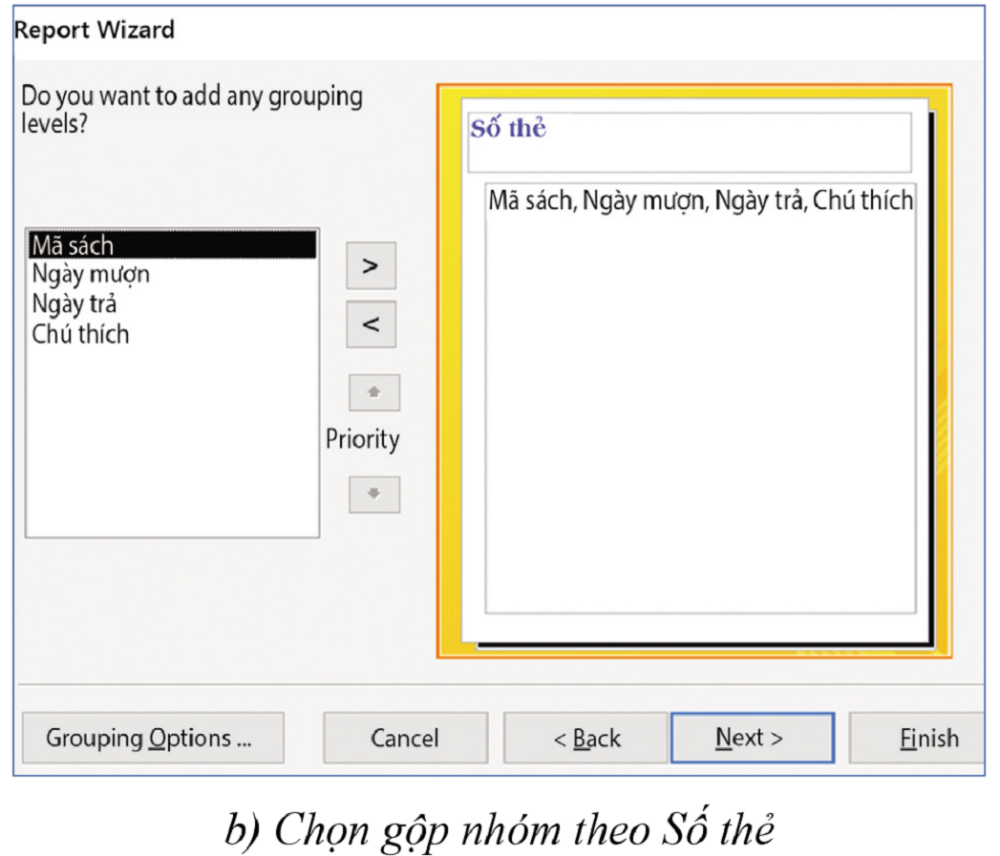 Report Wizard
Do you want to add any grouping
levels?
Số thẻ
Mã sách, Ngày mượn, Ngày trả, Chú thích
Mã sách
Ngày mượn
Ngày trả
Chú thích
>
<
Priority
Grouping Options ...
Cancel
< Back
Next >
Finish
b) Chọn gộp nhóm theo Số thẻ